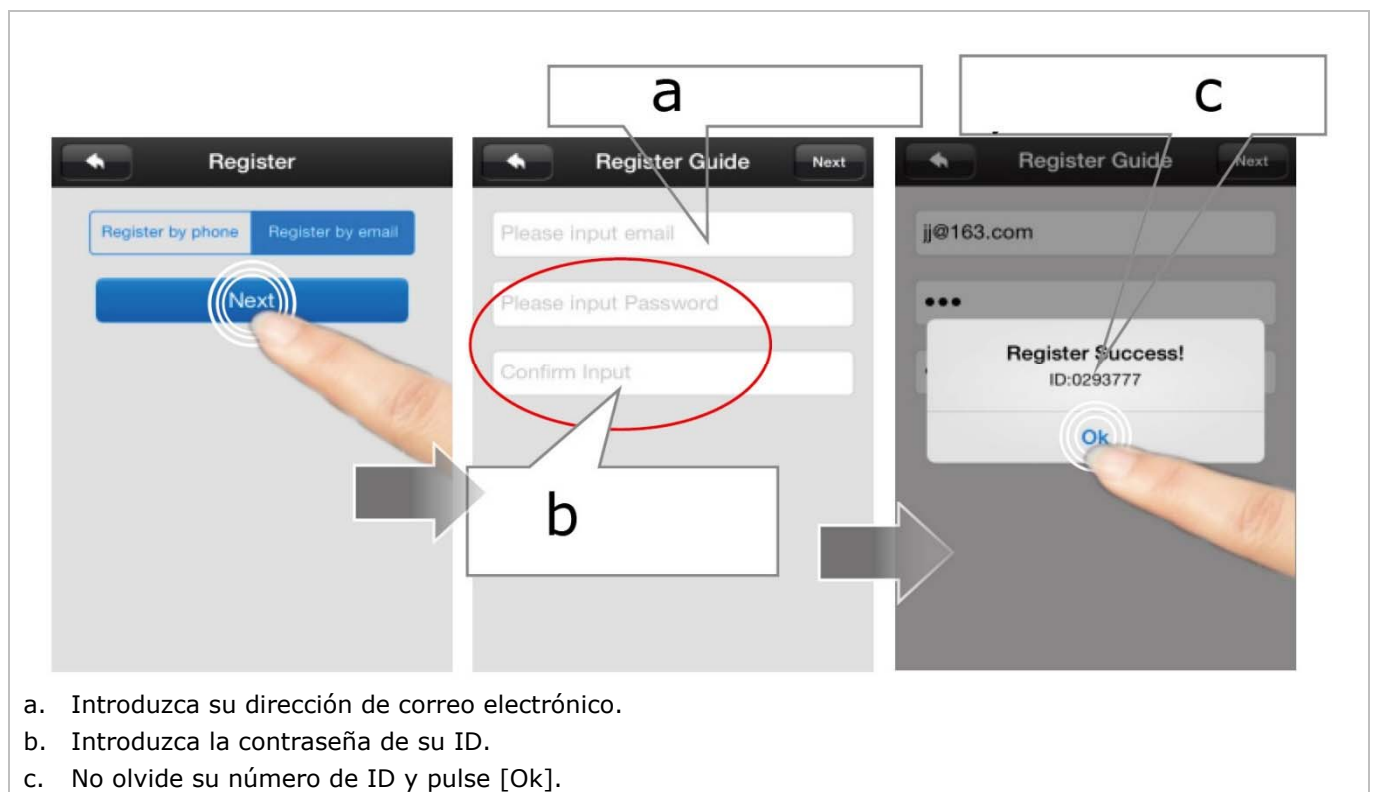 a
c
Register
Register by phone
Register by email
Next
Register Guide
Next
Please input email
Please input Password
Confirm Input
b
Register Guide
Next
jj@163.com
•••
Register Success!
ID:0293777
Ok
a. Introduzca su dirección de correo electrónico.
b. Introduzca la contraseña de su ID.
c. No olvide su número de ID y pulse [Ok].